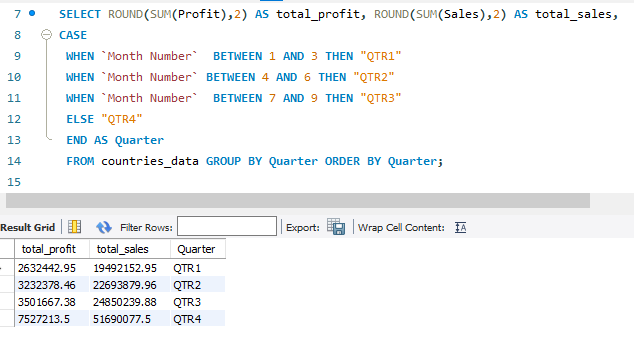 7 SELECT ROUND(SUM(Profit),2) AS total_profit, ROUND(SUM(Sales),2) AS total_sales,
8 CASE
9 WHEN `Month Number`  BETWEEN 1 AND 3 THEN "QTR1"
10 WHEN `Month Number` BETWEEN 4 AND 6 THEN "QTR2"
11 WHEN `Month Number`  BETWEEN 7 AND 9 THEN "QTR3"
12 ELSE "QTR4"
13 END AS Quarter
14 FROM countries_data GROUP BY Quarter ORDER BY Quarter;
15
Result Grid Filter Rows: Export: Wrap Cell Content: IA
total_profit total_sales Quarter
2632442.95 19492152.95 QTR1
3232378.46 22693879.96 QTR2
3501667.38 24850239.88 QTR3
7527213.5 51690077.5 QTR4